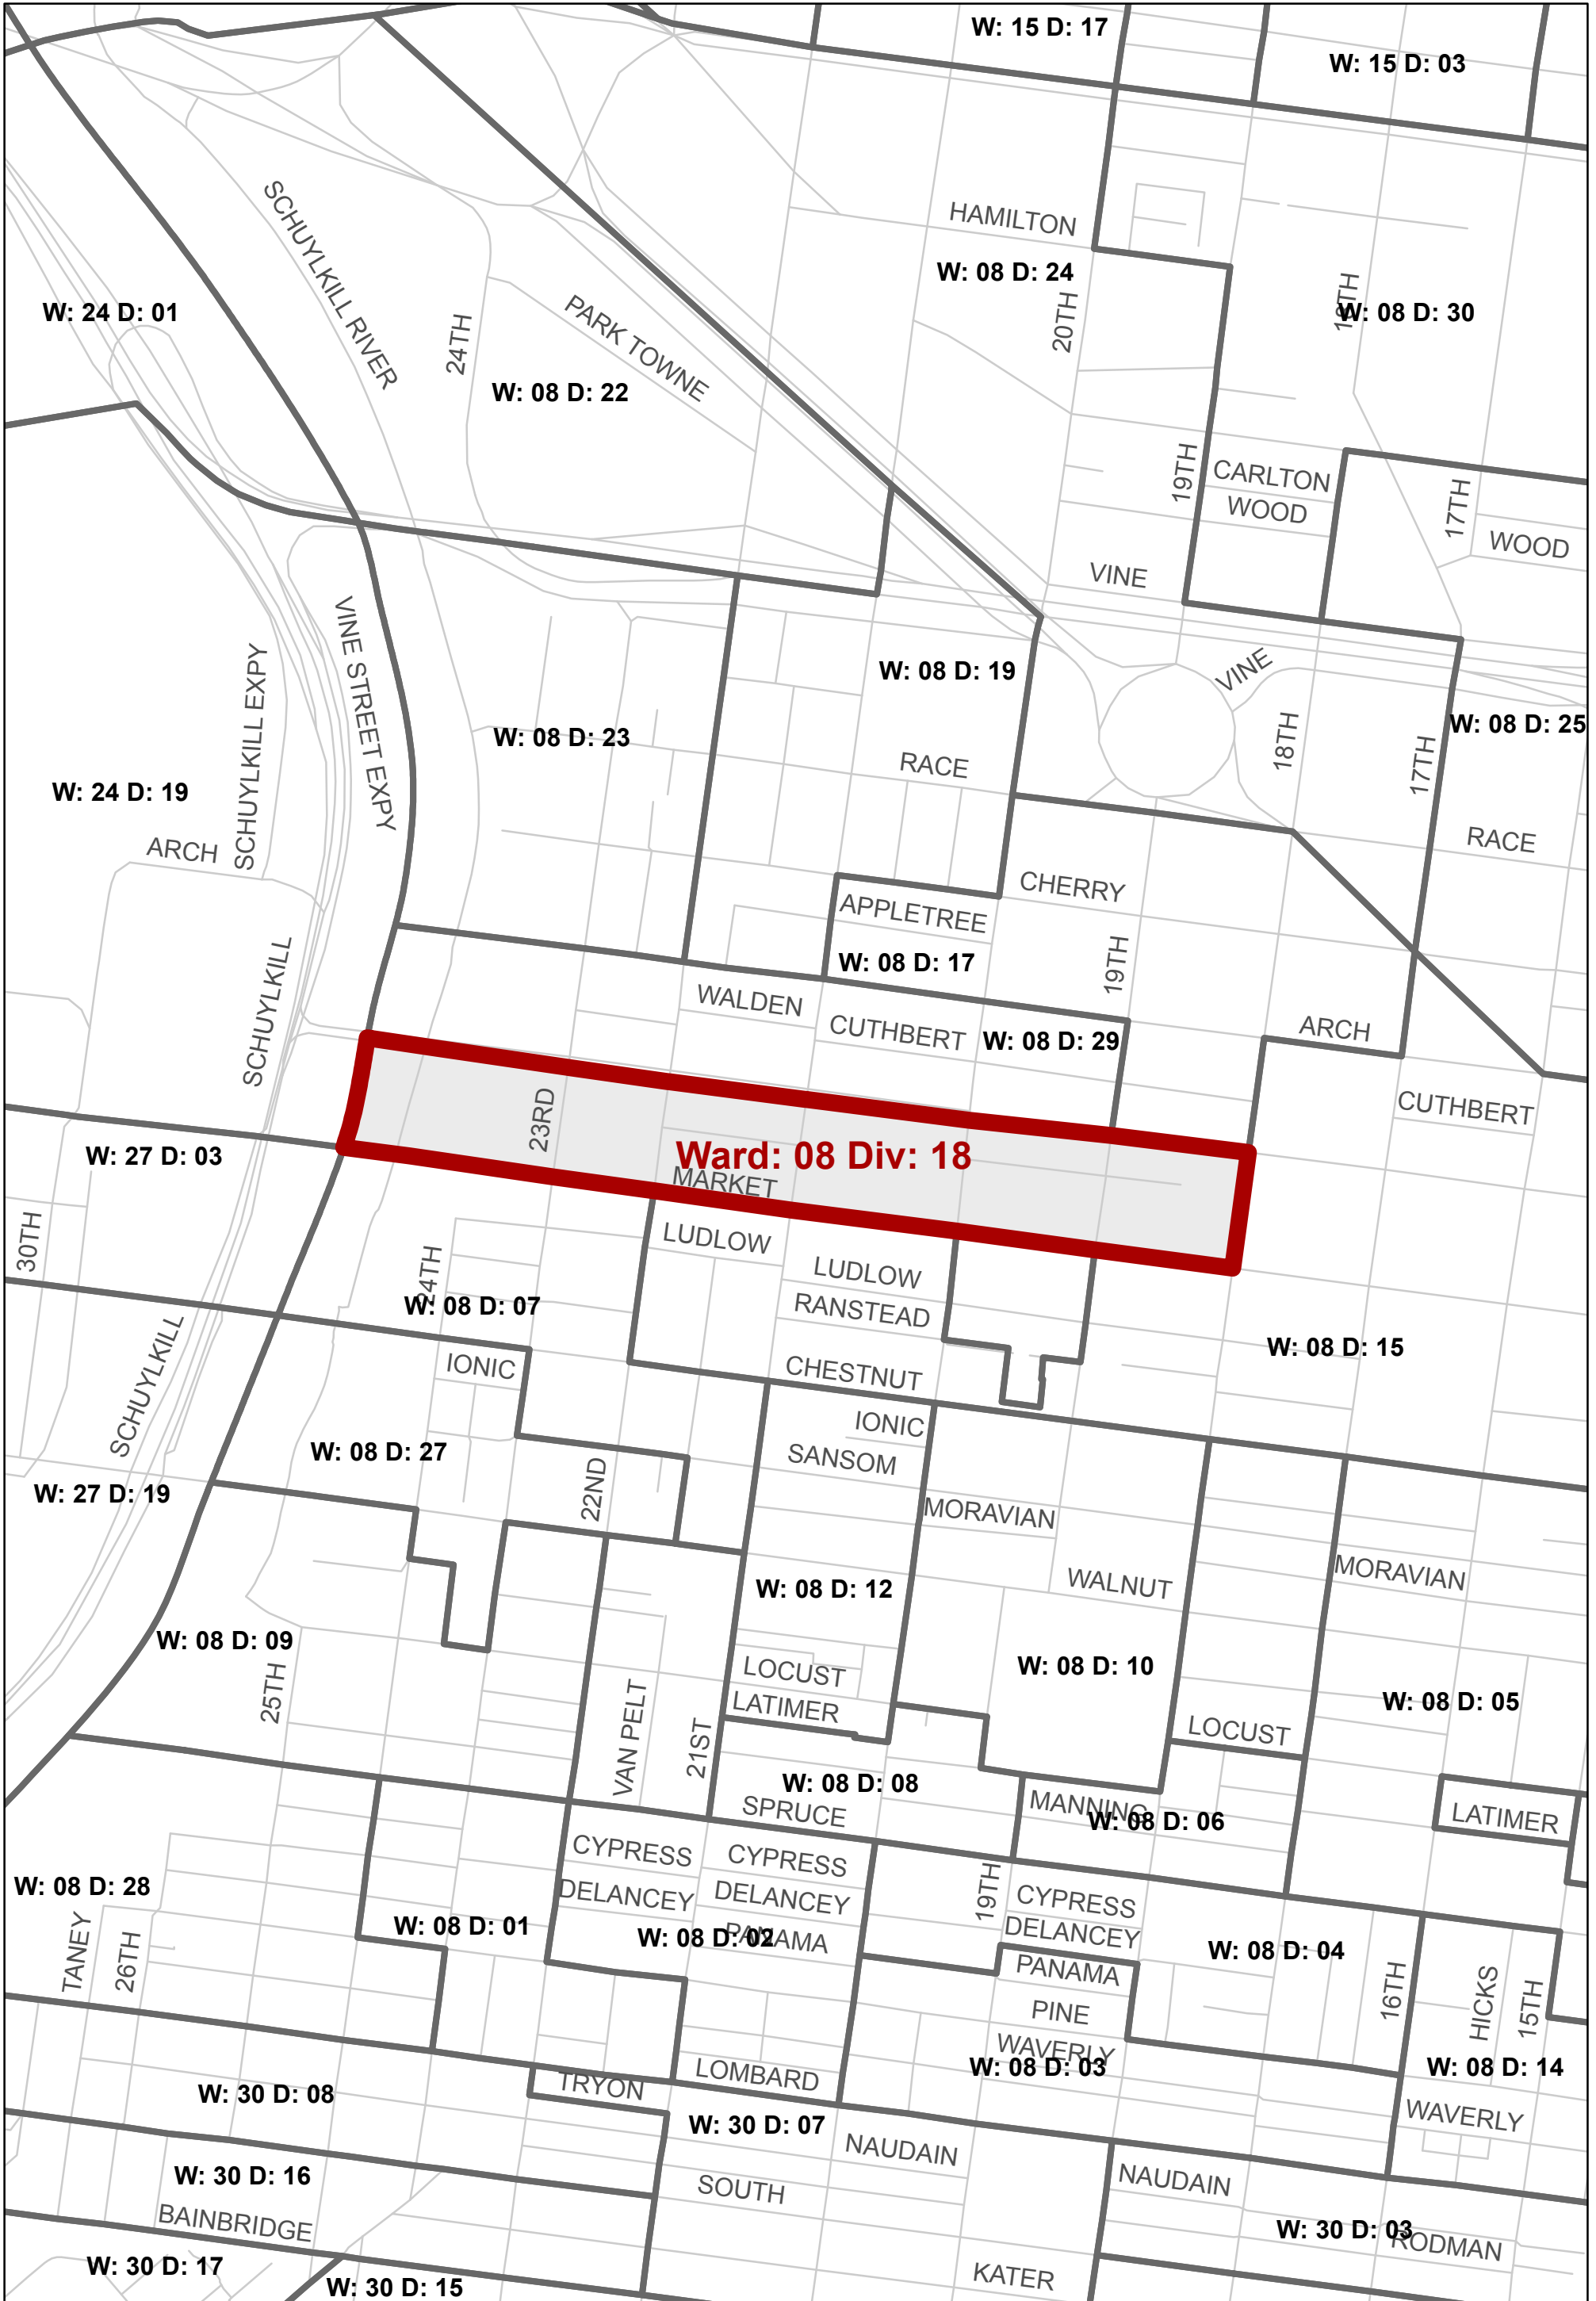 W: 15 D: 17
W: 15 D: 03
SCHUYLKILL RIVER
HAMILTON
W: 08 D: 24
W: 24 D: 01
24TH
PARK TOWNE
20TH
18TH
W: 08 D: 30
W: 08 D: 22
19TH
CARLTON
WOOD
17TH
WOOD
VINE
VINE STREET EXPY
SCHUYLKILL EXPY
W: 08 D: 19
VINE
W: 08 D: 23
18TH
17TH
W: 08 D: 25
RACE
W: 24 D: 19
ARCH
RACE
CHERRY
APPLETREE
W: 08 D: 17
19TH
SCHUYLKILL
WALDEN
CUTHBERT
W: 08 D: 29
ARCH
CUTHBERT
23RD
W: 27 D: 03
Ward: 08 Div: 18
MARKET
30TH
LUDLOW
24TH
LUDLOW
W: 08 D: 07
RANSTEAD
W: 08 D: 15
SCHUYLKILL
IONIC
CHESTNUT
IONIC
W: 08 D: 27
SANSOM
22ND
W: 27 D: 19
MORAVIAN
MORAVIAN
W: 08 D: 12
WALNUT
W: 08 D: 09
25TH
LOCUST
W: 08 D: 10
LATIMER
VAN PELT
21ST
W: 08 D: 05
LOCUST
W: 08 D: 08
SPRUCE
MANNING
W: 08 D: 06
LATIMER
CYPRESS
CYPRESS
W: 08 D: 28
DELANCEY
DELANCEY
19TH
CYPRESS
W: 08 D: 01
W: 08 D: 02
PANAMA
DELANCEY
W: 08 D: 04
TANEY
26TH
PANAMA
16TH
HICKS
15TH
PINE
WAVERLY
W: 08 D: 03
W: 08 D: 14
W: 30 D: 08
TRYON
LOMBARD
WAVERLY
W: 30 D: 07
NAUDAIN
W: 30 D: 16
SOUTH
NAUDAIN
BAINBRIDGE
W: 30 D: 03
RODMAN
W: 30 D: 17
W: 30 D: 15
KATER